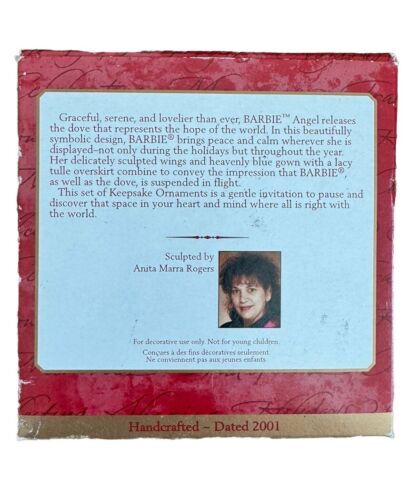 Graceful, serene, and lovelier than ever, BARBIE™ Angel releases
the dove that represents the hope of the world. In this beautifully
symbolic design, BARBIE® brings peace and calm wherever she is
displayed–not only during the holidays but throughout the year.
Her delicately sculpted wings and heavenly blue gown with a lacy
tulle overskirt combine to convey the impression that BARBIE®,
as well as the dove, is suspended in flight.
This set of Keepsake Ornaments is a gentle invitation to pause and
discover that space in your heart and mind where all is right with
the world.
Sculpted by
Anita Marra Rogers
For decorative use only. Not for young children.
Conçues à des fins décoratives seulement.
Ne conviennent pas aux jeunes enfants.
Handcrafted – Dated 2001